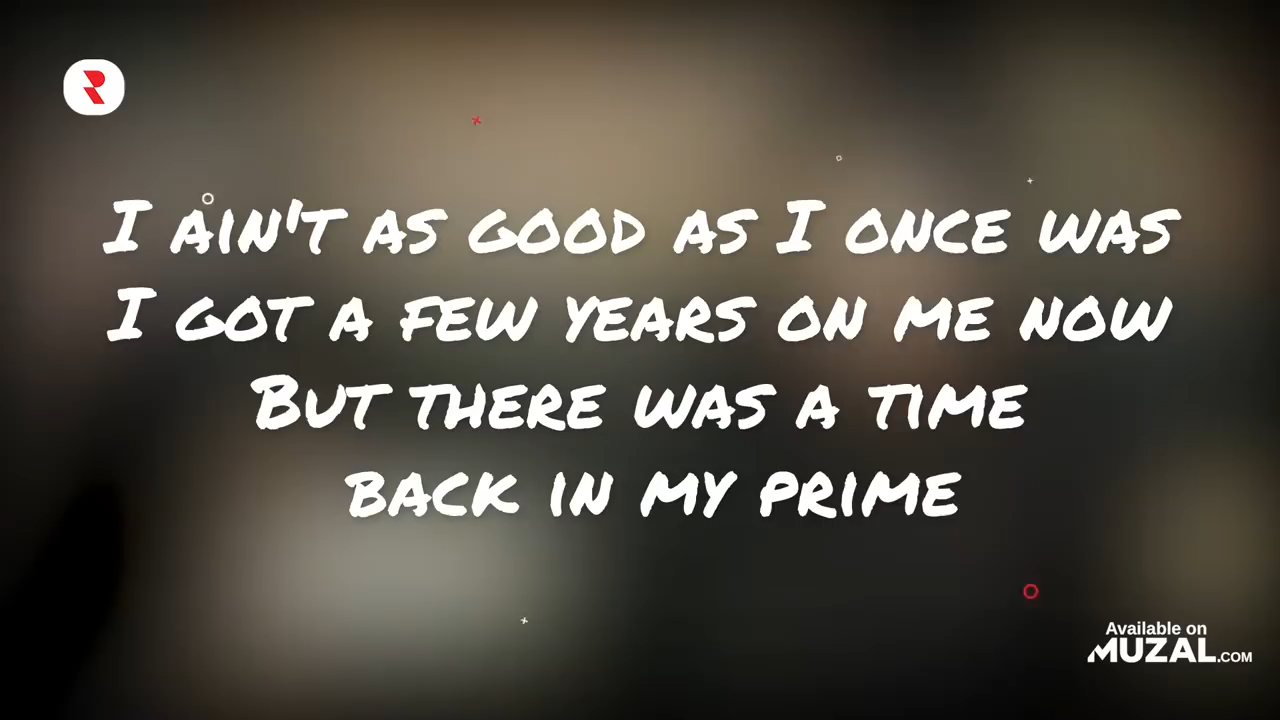 I AIN'T AS GOOD AS I ONCE WAS
I GOT A FEW YEARS ON ME NOW
BUT THERE WAS A TIME
BACK IN MY PRIME
Available on
MUZAL.COM